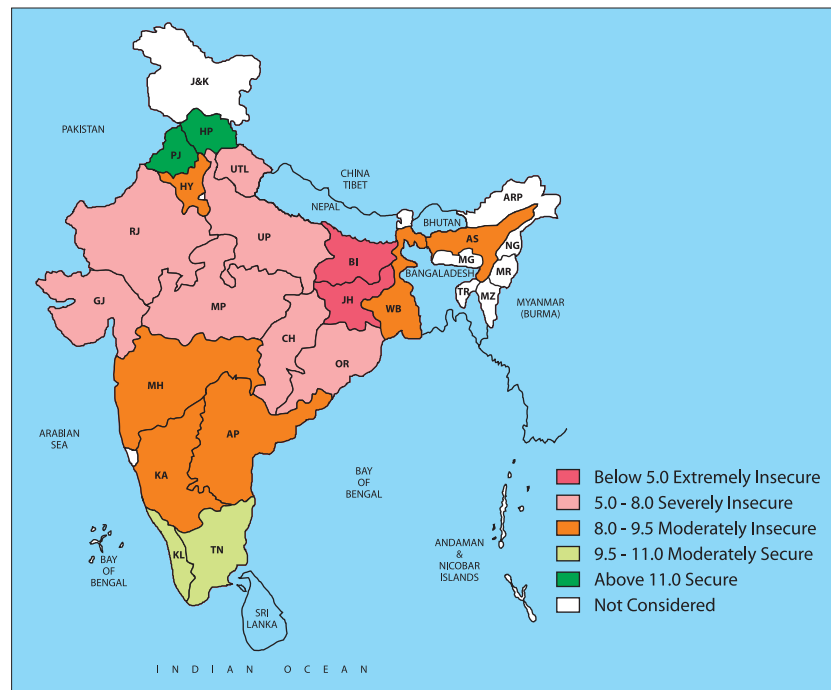 J&K
HP
PAKISTAN
PJ
UTL
CHINA
TIBET
HY
NEPAL
ARP
BHUTAN
RJ
UP
AS
NG
BI
MG
BANGALADESH
MR
GJ
MP
JH
TR
MZ
WB
MYANMAR
(BURMA)
CH
OR
MH
ARABIAN
SEA
AP
KA
BAY
OF
BENGAL
Below 5.0 Extremely Insecure
5.0 - 8.0 Severely Insecure
8.0 - 9.5 Moderately Insecure
9.5 - 11.0 Moderately Secure
Above 11.0 Secure
Not Considered
ANDAMAN
&
NICOBAR
ISLANDS
KL
TN
BAY
OF
BENGAL
SRI
LANKA
INDIAN OCEAN